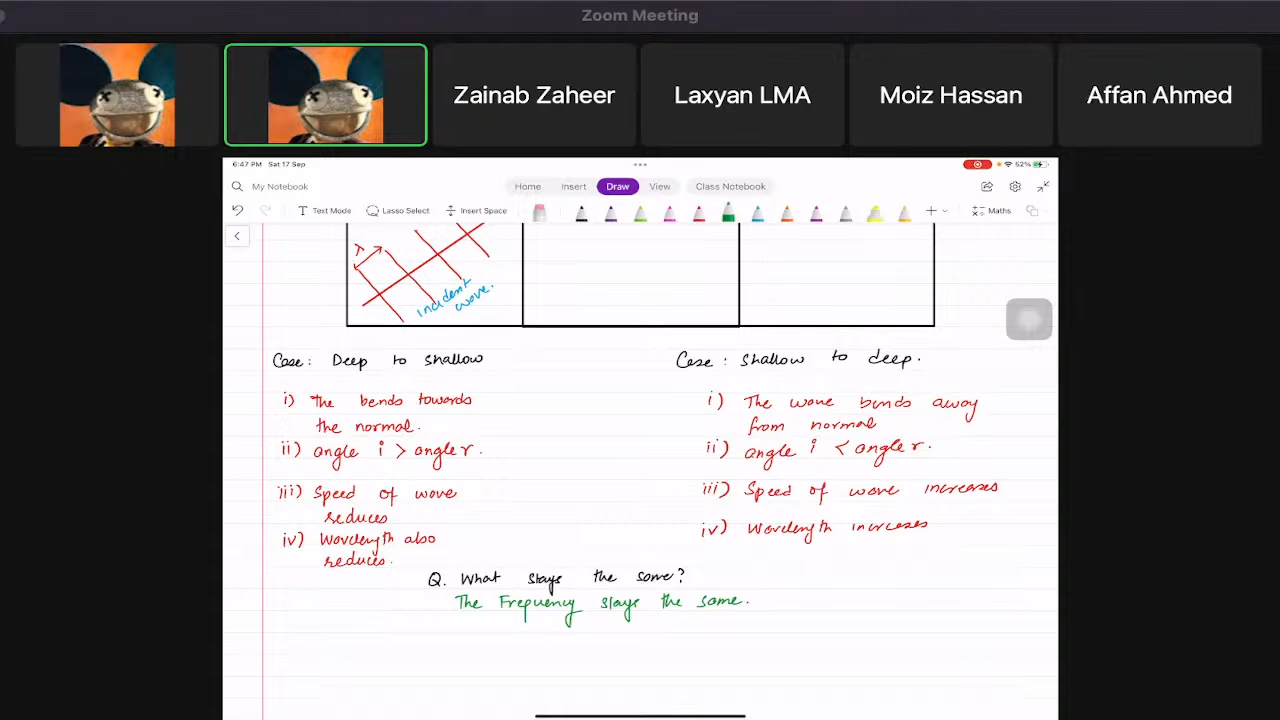 Zoom Meeting
Zainab Zaheer
Laxyan LMA
Moiz Hassan
Affan Ahmed
6:47 PM Sat 17 Sep
52%
My Notebook
Home
Insert
Draw
View
Class Notebook
Text Mode
Lasso Select
Insert Space
Maths
λ
incident
wave.
Case: Deep to shallow
i) The bends towards
the normal.
ii) angle i > angle r.
iii) Speed of wave
reduces
iv) Wavelength also
reduces.
Case: Shallow to deep.
i) The wave bends away
from normal
ii) angle i < angle r.
iii) Speed of wave increases
iv) Wavelength increases
Q. What stays the same?
The Frequency stays the same.